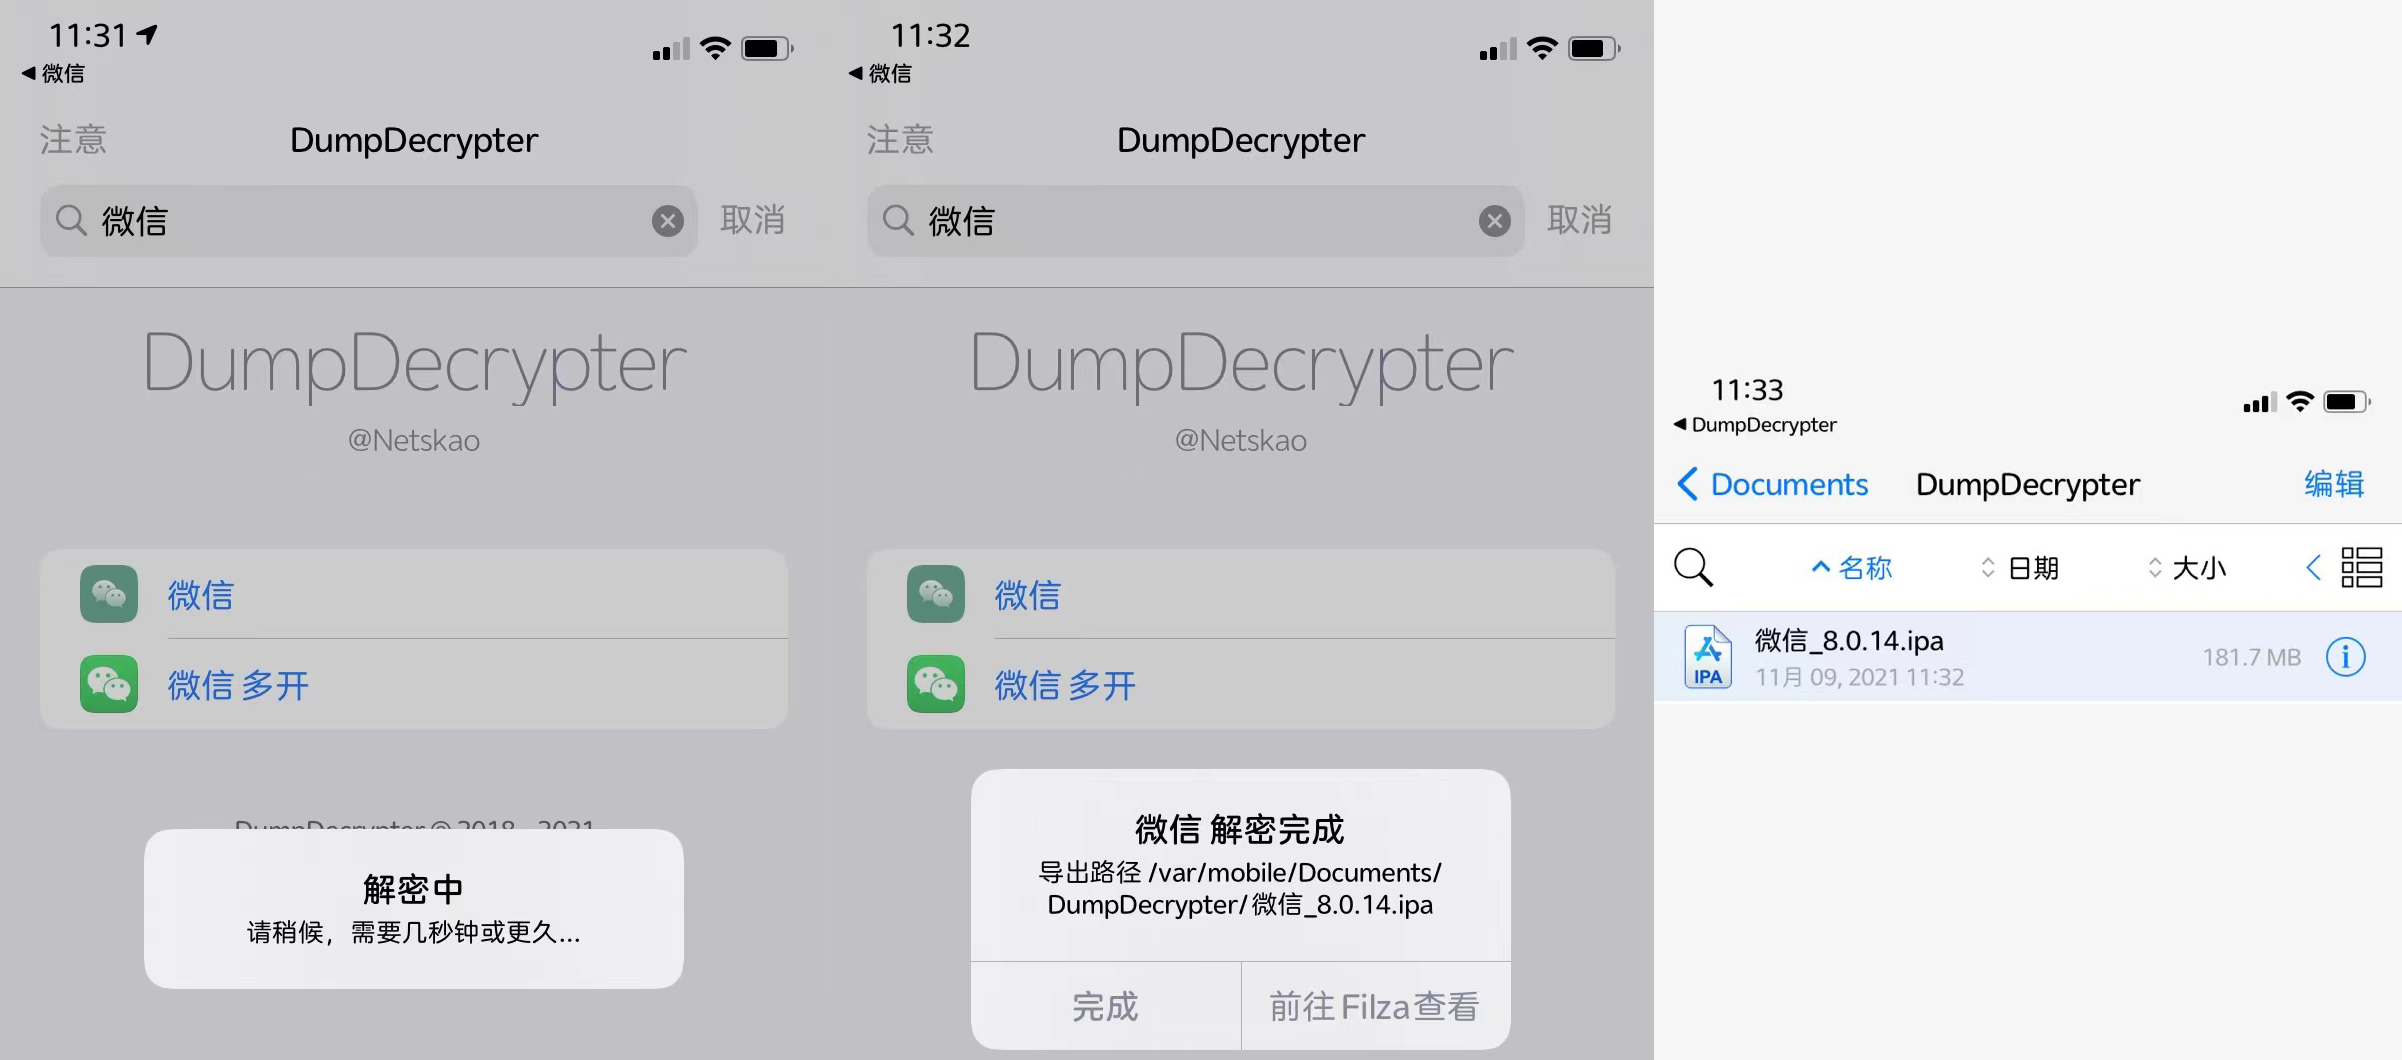 11:31
微信
注意
DumpDecrypter
微信
取消
DumpDecrypter
@Netskao
微信
微信 多开
DumpDecrypter © 2018 - 2021
解密中
请稍候，需要几秒钟或更久...
11:32
微信
注意
DumpDecrypter
微信
取消
DumpDecrypter
@Netskao
微信
微信 多开
微信 解密完成
导出路径 /var/mobile/Documents/
DumpDecrypter/微信_8.0.14.ipa
完成
前往Filza查看
11:33
DumpDecrypter
Documents
DumpDecrypter
编辑
名称
日期
大小
IPA
微信_8.0.14.ipa
181.7 MB
11月 09, 2021 11:32